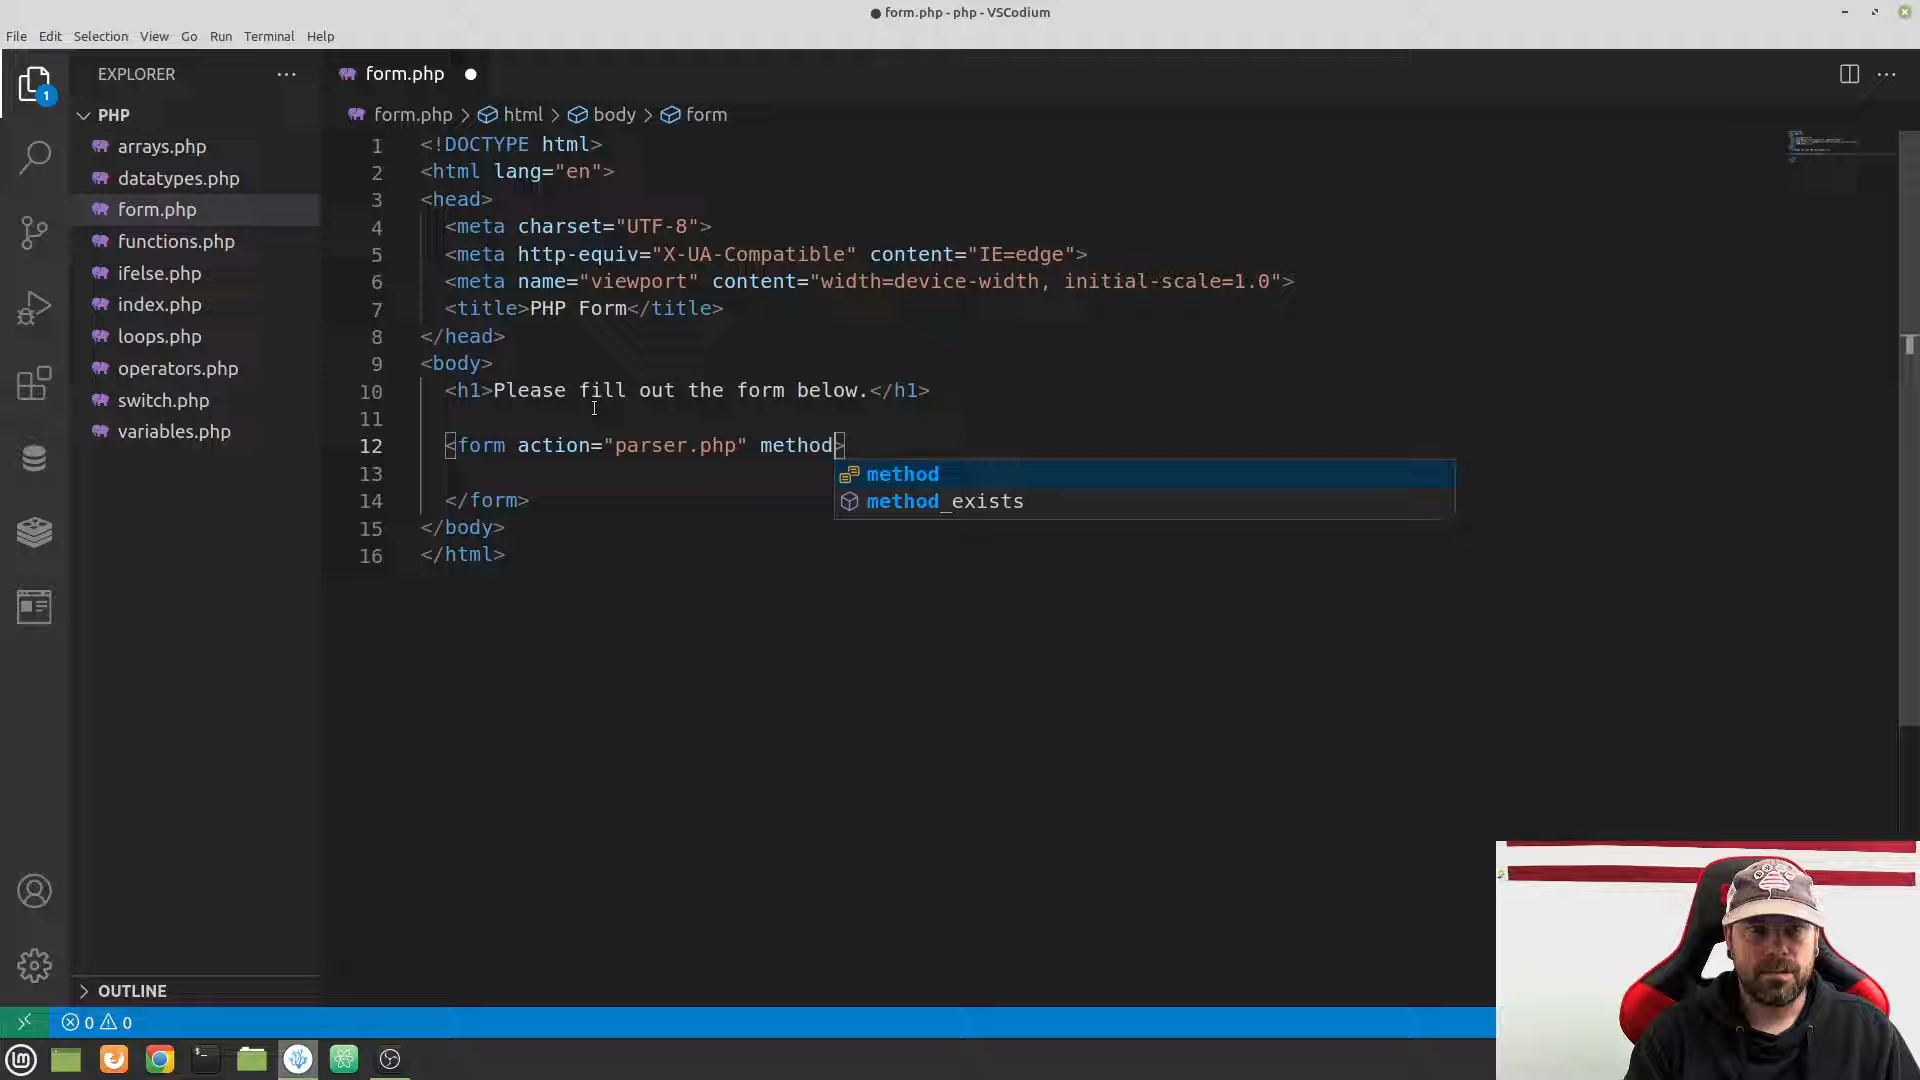 ● form.php - php - VSCodium
File Edit Selection View Go Run Terminal Help
EXPLORER
form.php
1
PHP
form.php > html > body > form
arrays.php
datatypes.php
form.php
functions.php
ifelse.php
index.php
loops.php
operators.php
switch.php
variables.php
1 <!DOCTYPE html>
2 <html lang="en">
3 <head>
4 <meta charset="UTF-8">
5 <meta http-equiv="X-UA-Compatible" content="IE=edge">
6 <meta name="viewport" content="width=device-width, initial-scale=1.0">
7 <title>PHP Form</title>
8 </head>
9 <body>
10 <h1>Please fill out the form below.</h1>
11
12 <form action="parser.php" method>
13
14 </form>
15 </body>
16 </html>
method
method_exists
OUTLINE
0 0